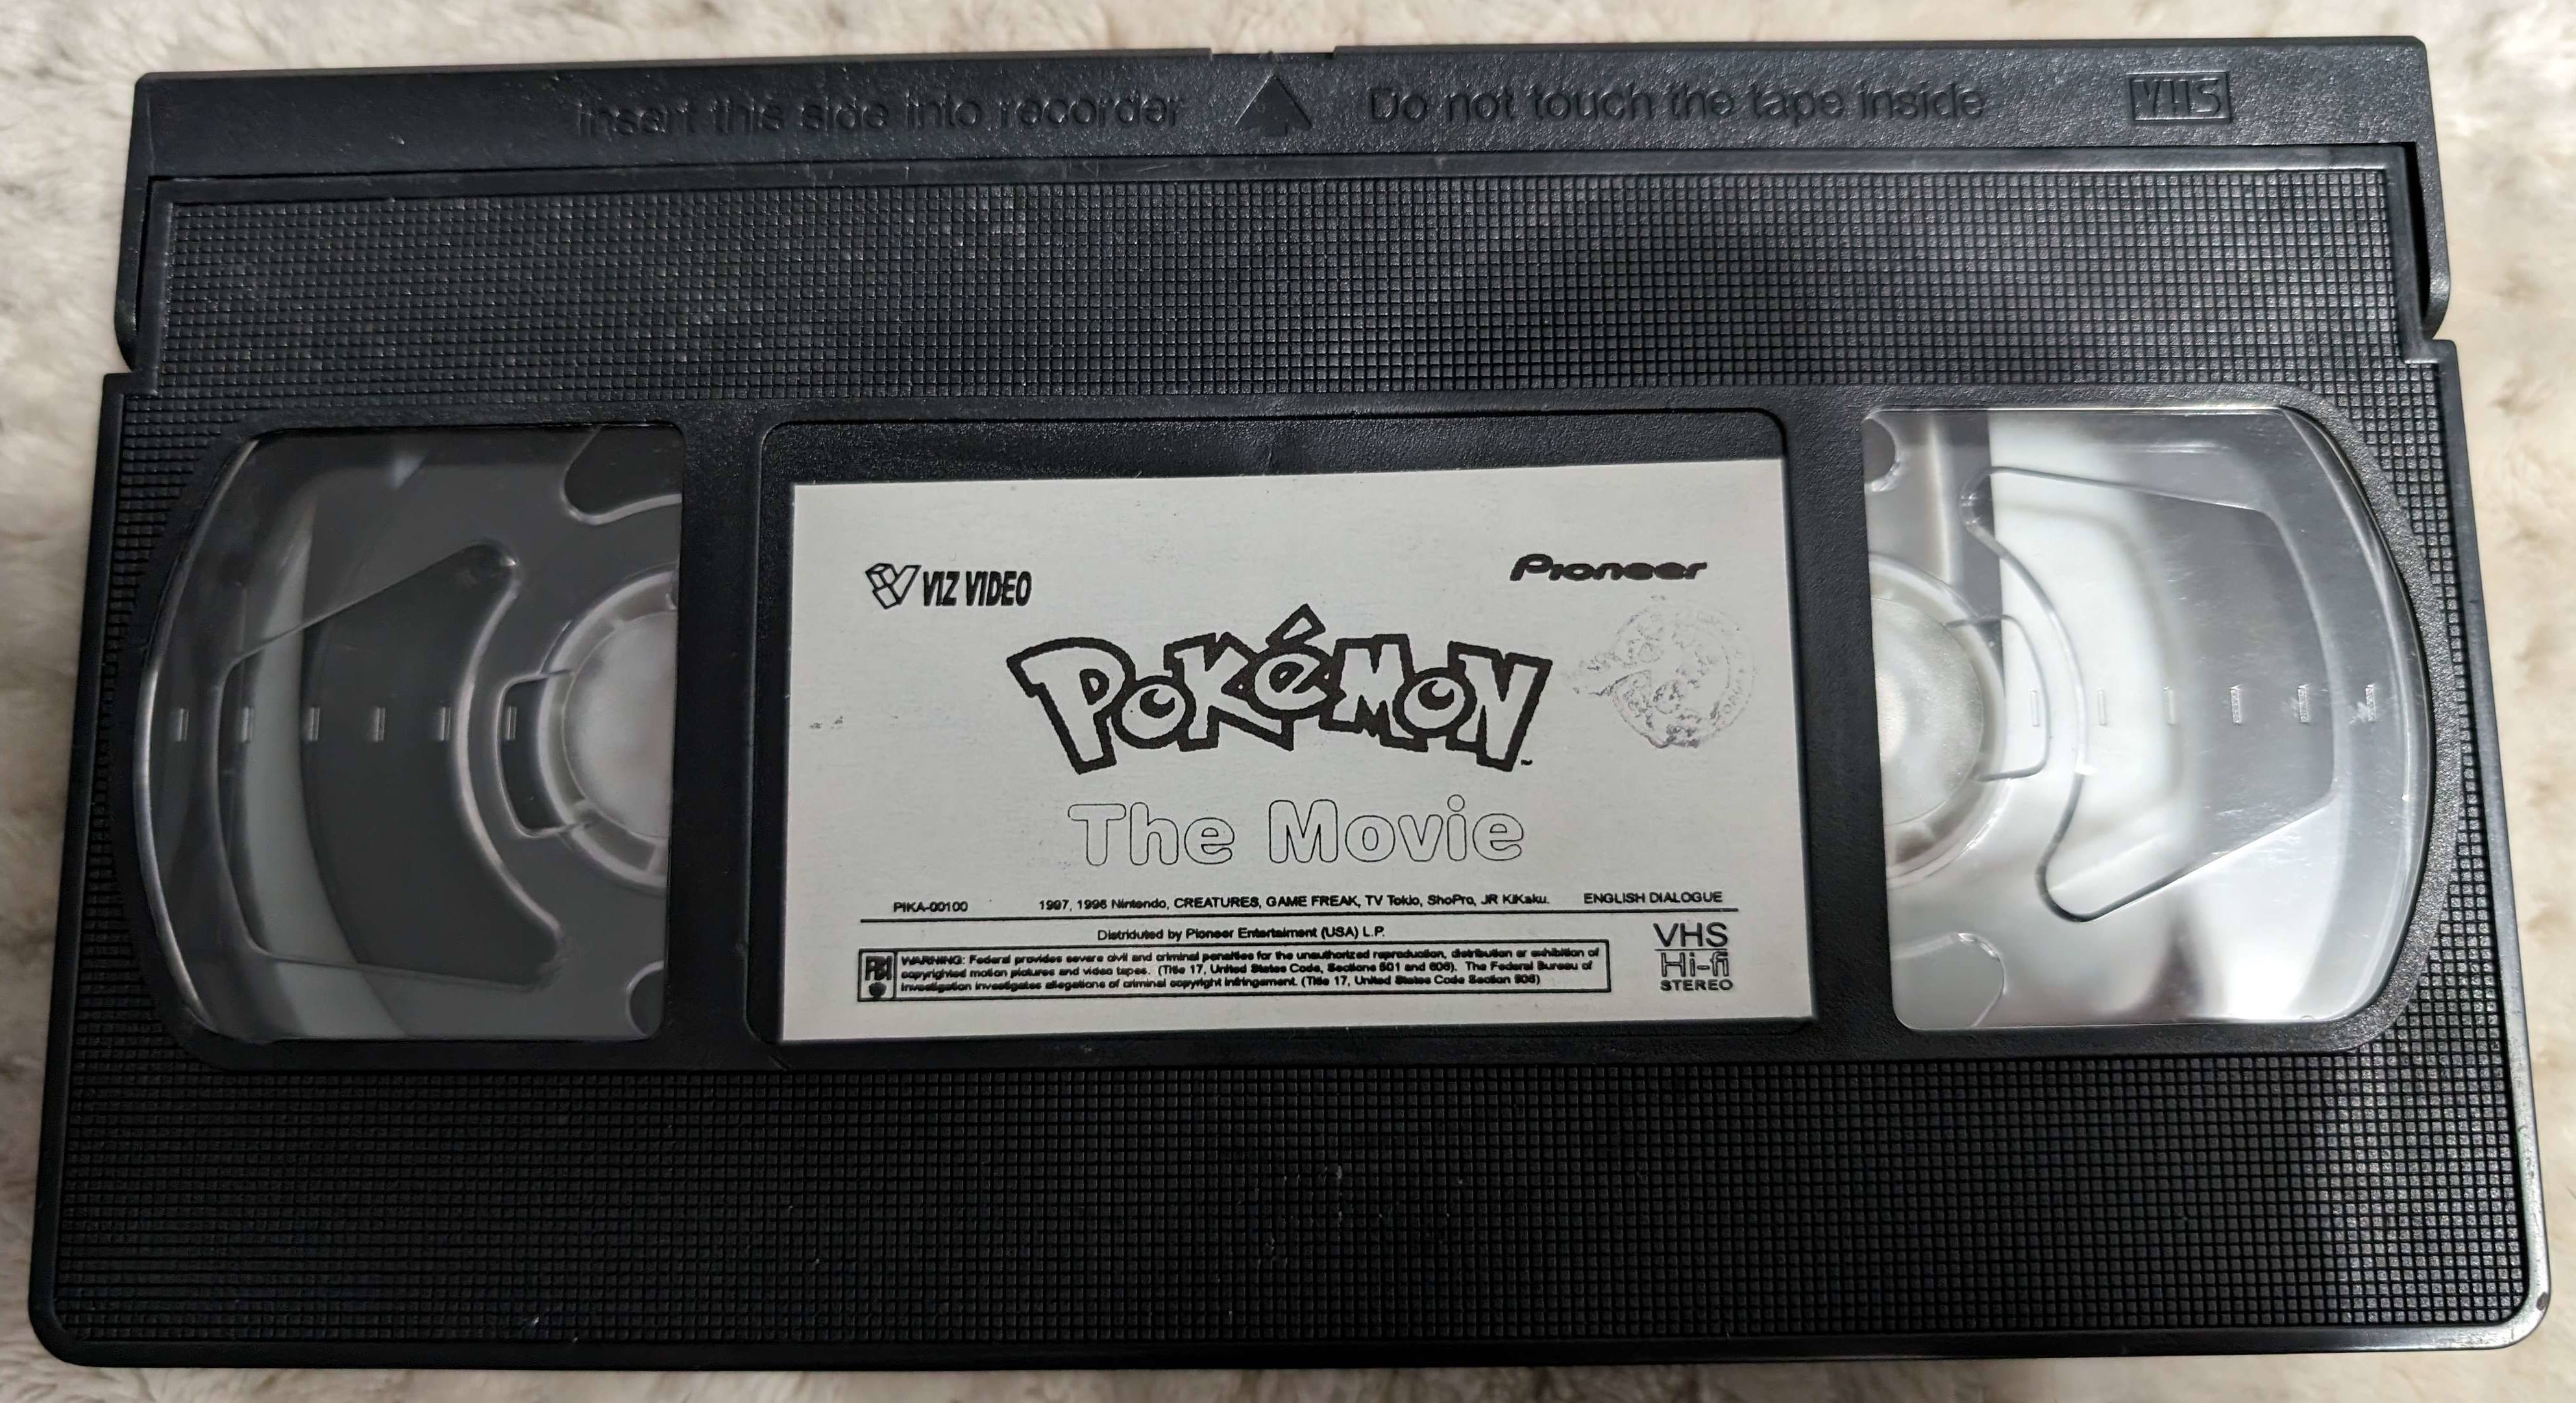 Insert this side into recorder
Do not touch the tape inside
VHS
VIZ VIDEO
Pioneer
POKéMON
The Movie
PIKA-00100
1997, 1996 Nintendo, CREATURES, GAME FREAK, TV Tokio, ShoPro, JR KiKaku.
ENGLISH DIALOGUE
Distriduted by Pioneer Entertaiment (USA) L.P.
FBI
WARNING: Federal provides severe civil and criminal penalties for the unauthorized reproduction, distribution or exhibition of
copyrighted motion pictures and video tapes. (Title 17, United States Code, Sections 501 and 606). The Federal Bureau of
Investigation investigates allegations of criminal copyright infringement. (Title 17, United States Code Section 506)
VHS
Hi-fi
STEREO